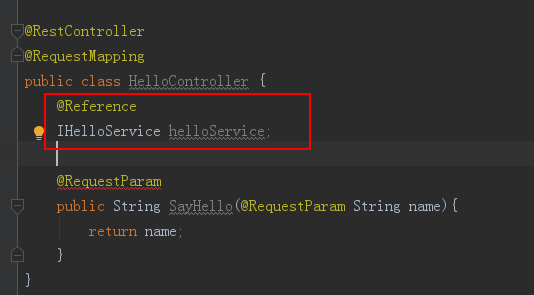 @RestController
@RequestMapping
public class HelloController {
@Reference
IHelloService helloService;
@RequestParam
public String SayHello(@RequestParam String name){
return name;
}
}